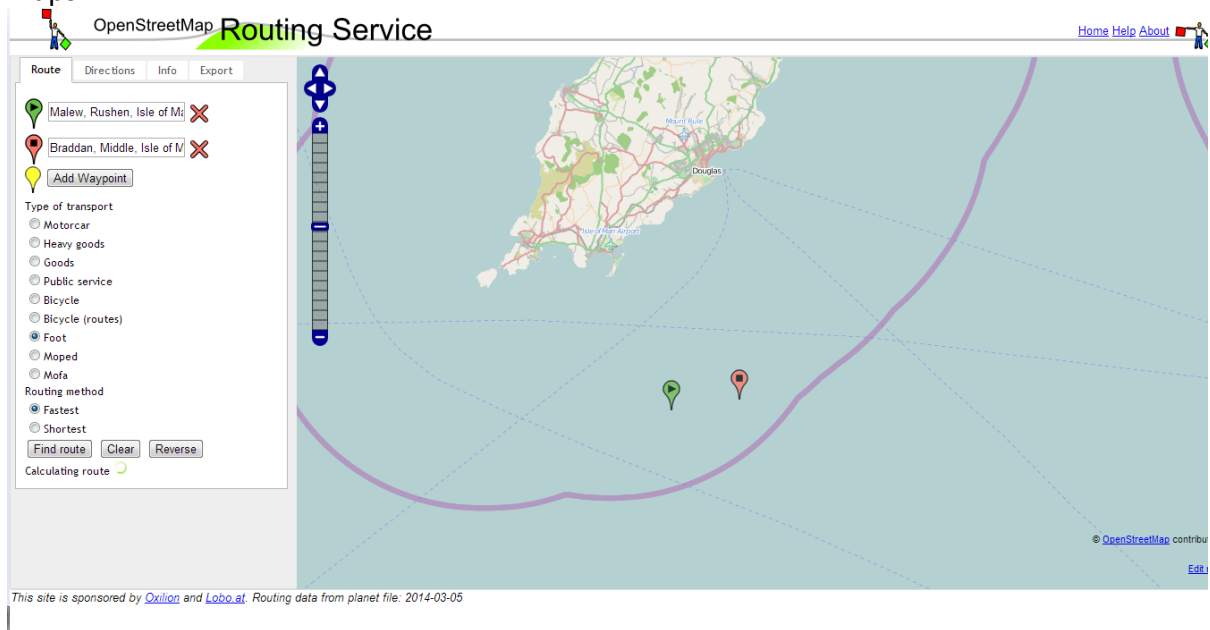 OpenStreetMap Routing Service
Home Help About
Route Directions Info Export
Malew, Rushen, Isle of Ma
Braddan, Middle, Isle of M
Add Waypoint
Type of transport
Motorcar
Heavy goods
Goods
Public service
Bicycle
Bicycle (routes)
Foot
Moped
Mofa
Routing method
Fastest
Shortest
Find route Clear Reverse
Calculating route
Mount Rule
Douglas
Isle of Man Airport
© OpenStreetMap contribu
Edit
This site is sponsored by Oxilion and Lobo.at. Routing data from planet file: 2014-03-05